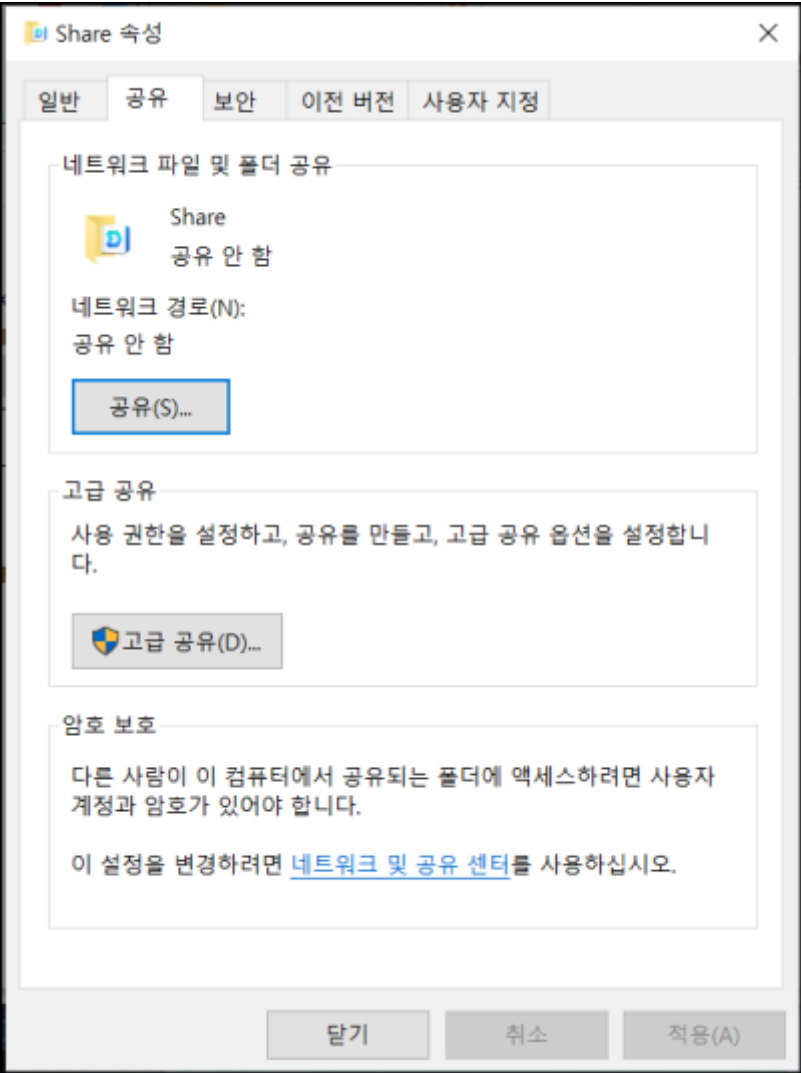 Share 속성
일반 공유 보안 이전 버전 사용자 지정
네트워크 파일 및 폴더 공유
Share
공유 안 함
네트워크 경로(N):
공유 안 함
공유(S)...
고급 공유
사용 권한을 설정하고, 공유를 만들고, 고급 공유 옵션을 설정합니
다.
고급 공유(D)...
암호 보호
다른 사람이 이 컴퓨터에서 공유되는 폴더에 액세스하려면 사용자
계정과 암호가 있어야 합니다.
이 설정을 변경하려면 네트워크 및 공유 센터를 사용하십시오.
닫기 취소 적용(A)